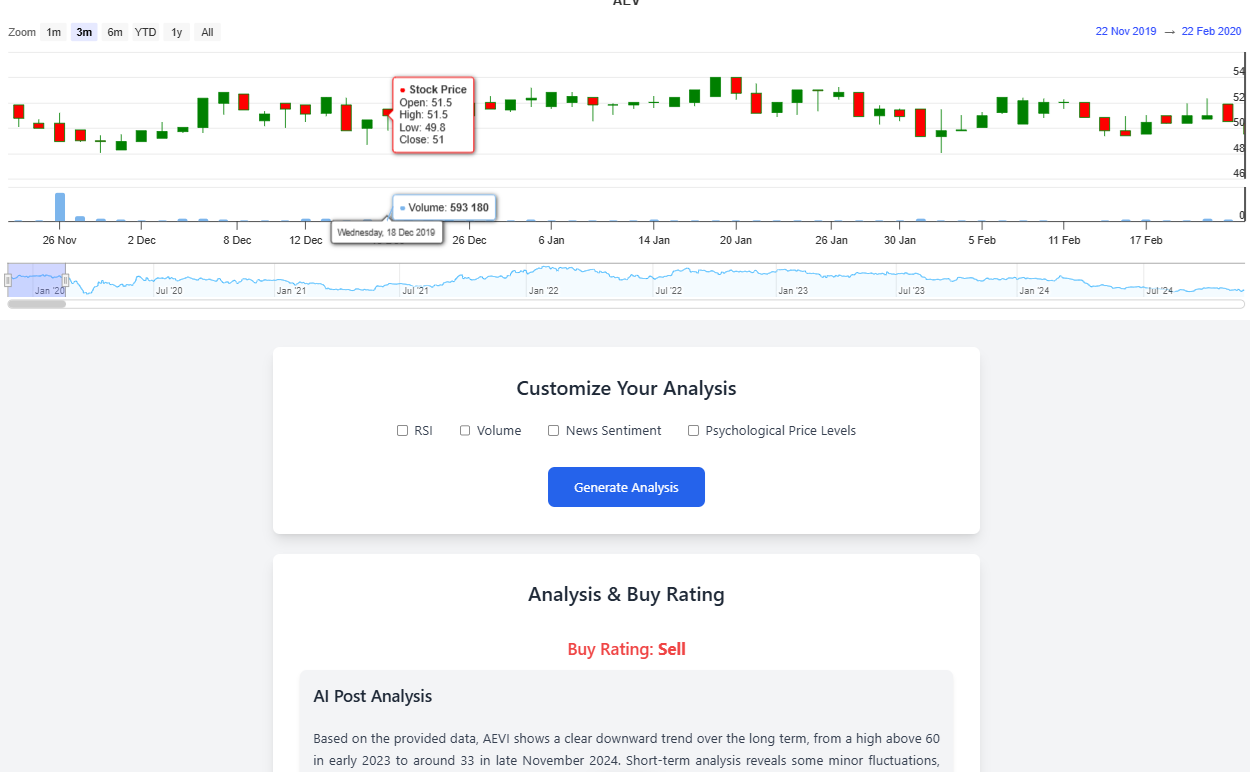 AEV
Zoom 1m 3m 6m YTD 1y All
22 Nov 2019 → 22 Feb 2020
54
52
50
48
46
● Stock Price
Open: 51.5
High: 51.5
Low: 49.8
Close: 51
● Volume: 593 180
0
Wednesday, 18 Dec 2019
26 Nov 2 Dec 8 Dec 12 Dec 26 Dec 6 Jan 14 Jan 20 Jan 26 Jan 30 Jan 5 Feb 11 Feb 17 Feb
Jan '20 Jul '20 Jan '21 Jul '21 Jan '22 Jul '22 Jan '23 Jul '23 Jan '24 Jul '24
Customize Your Analysis
RSI Volume News Sentiment Psychological Price Levels
Generate Analysis
Analysis & Buy Rating
Buy Rating: Sell
AI Post Analysis
Based on the provided data, AEVI shows a clear downward trend over the long term, from a high above 60
in early 2023 to around 33 in late November 2024. Short-term analysis reveals some minor fluctuations,